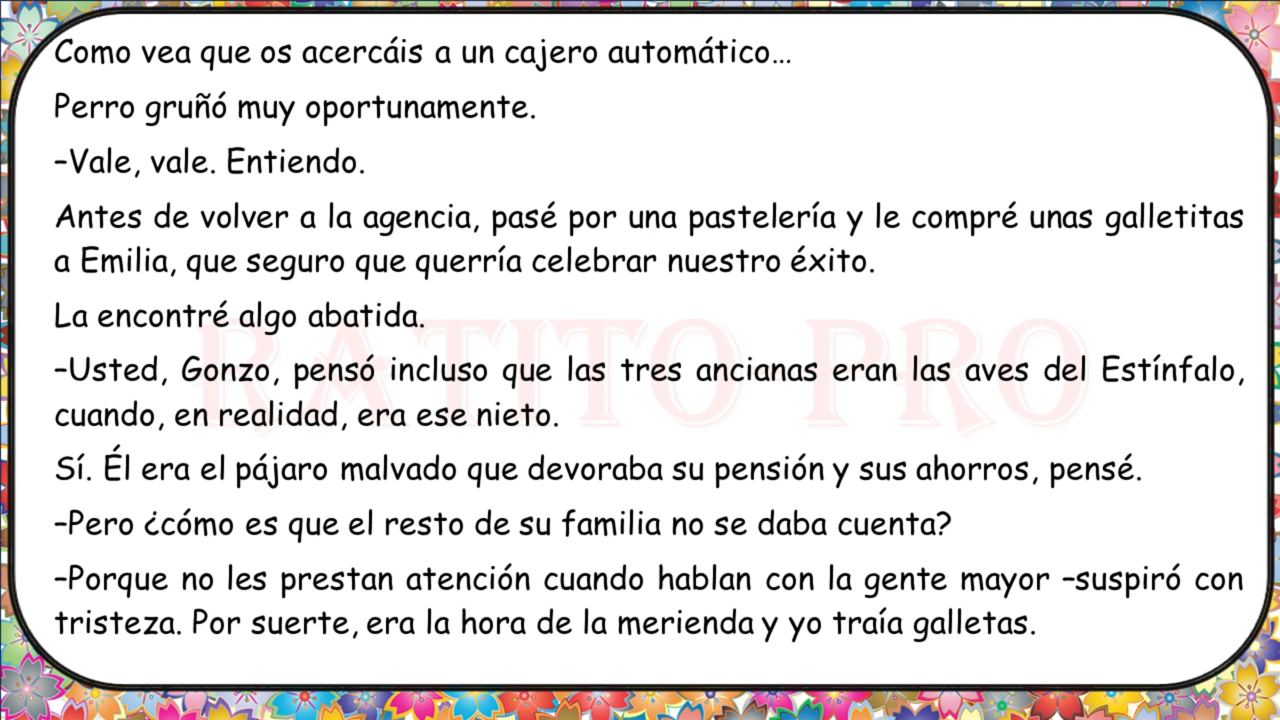 Como vea que os acercáis a un cajero automático…
Perro gruñó muy oportunamente.
–Vale, vale. Entiendo.
Antes de volver a la agencia, pasé por una pastelería y le compré unas galletitas
a Emilia, que seguro que querría celebrar nuestro éxito.
La encontré algo abatida.
RATITO PRO
–Usted, Gonzo, pensó incluso que las tres ancianas eran las aves del Estínfalo,
cuando, en realidad, era ese nieto.
Sí. Él era el pájaro malvado que devoraba su pensión y sus ahorros, pensé.
–Pero ¿cómo es que el resto de su familia no se daba cuenta?
–Porque no les prestan atención cuando hablan con la gente mayor –suspiró con
tristeza. Por suerte, era la hora de la merienda y yo traía galletas.